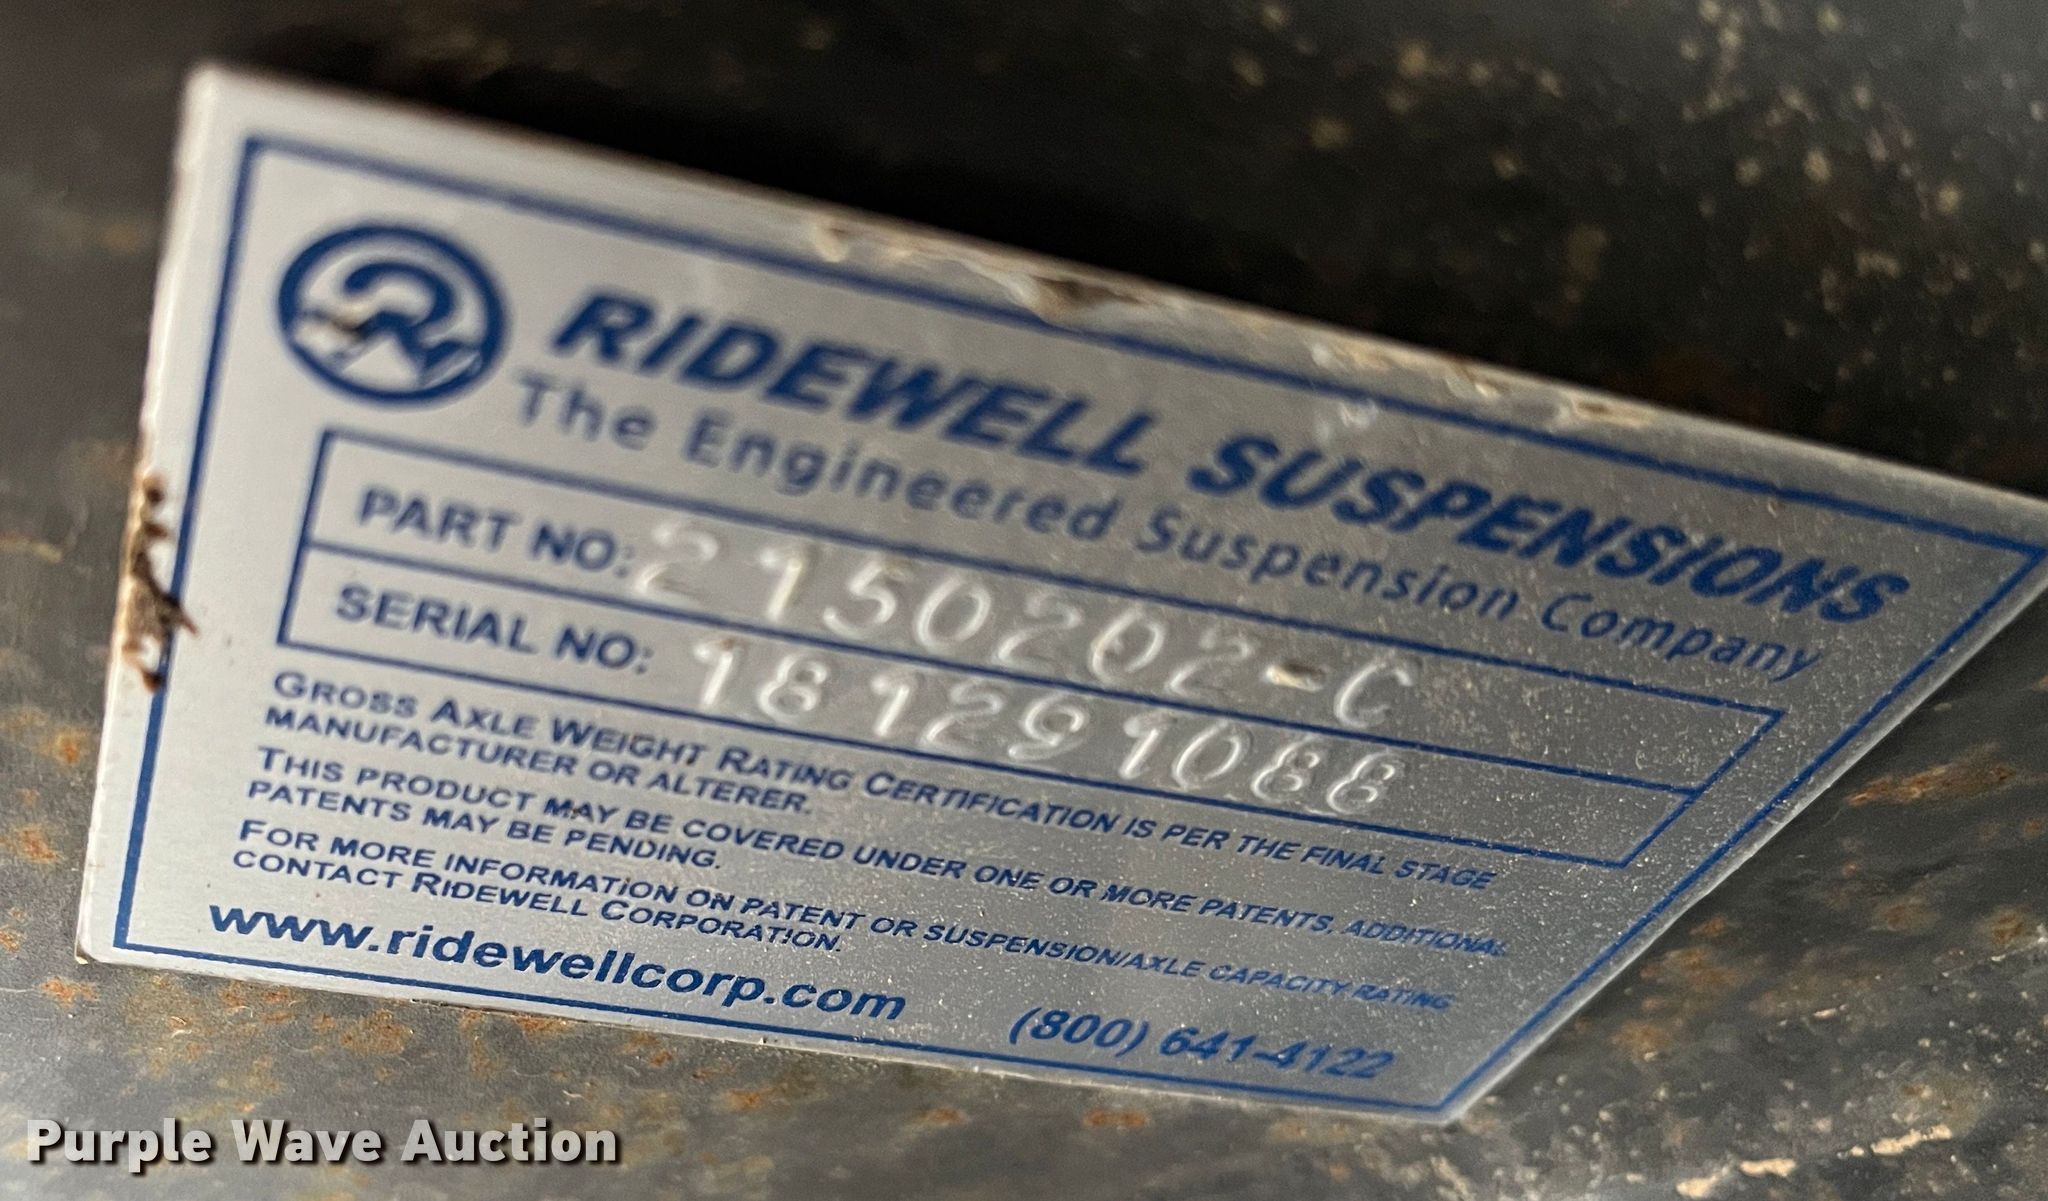 RIDEWELL SUSPENSIONS
The Engineered Suspension Company
PART NO: 2150202-C
SERIAL NO: 181291088
GROSS AXLE WEIGHT RATING CERTIFICATION IS PER THE FINAL STAGE
MANUFACTURER OR ALTERER.
THIS PRODUCT MAY BE COVERED UNDER ONE OR MORE PATENTS, ADDITIONAL
PATENTS MAY BE PENDING.
FOR MORE INFORMATION ON PATENT OR SUSPENSION/AXLE CAPACITY RATING
CONTACT RIDEWELL CORPORATION.
www.ridewellcorp.com (800) 641-4122
Purple Wave Auction